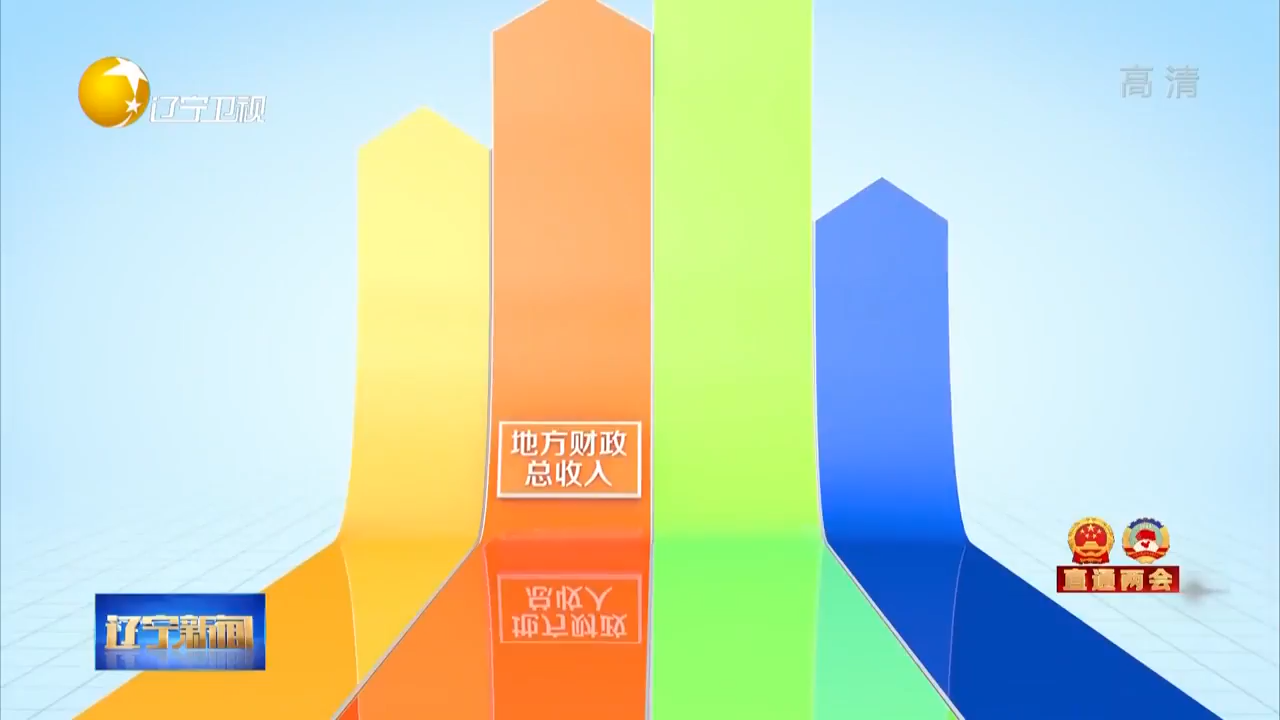 辽宁卫视
高清
地方财政
总收入
直通两会
辽宁新闻